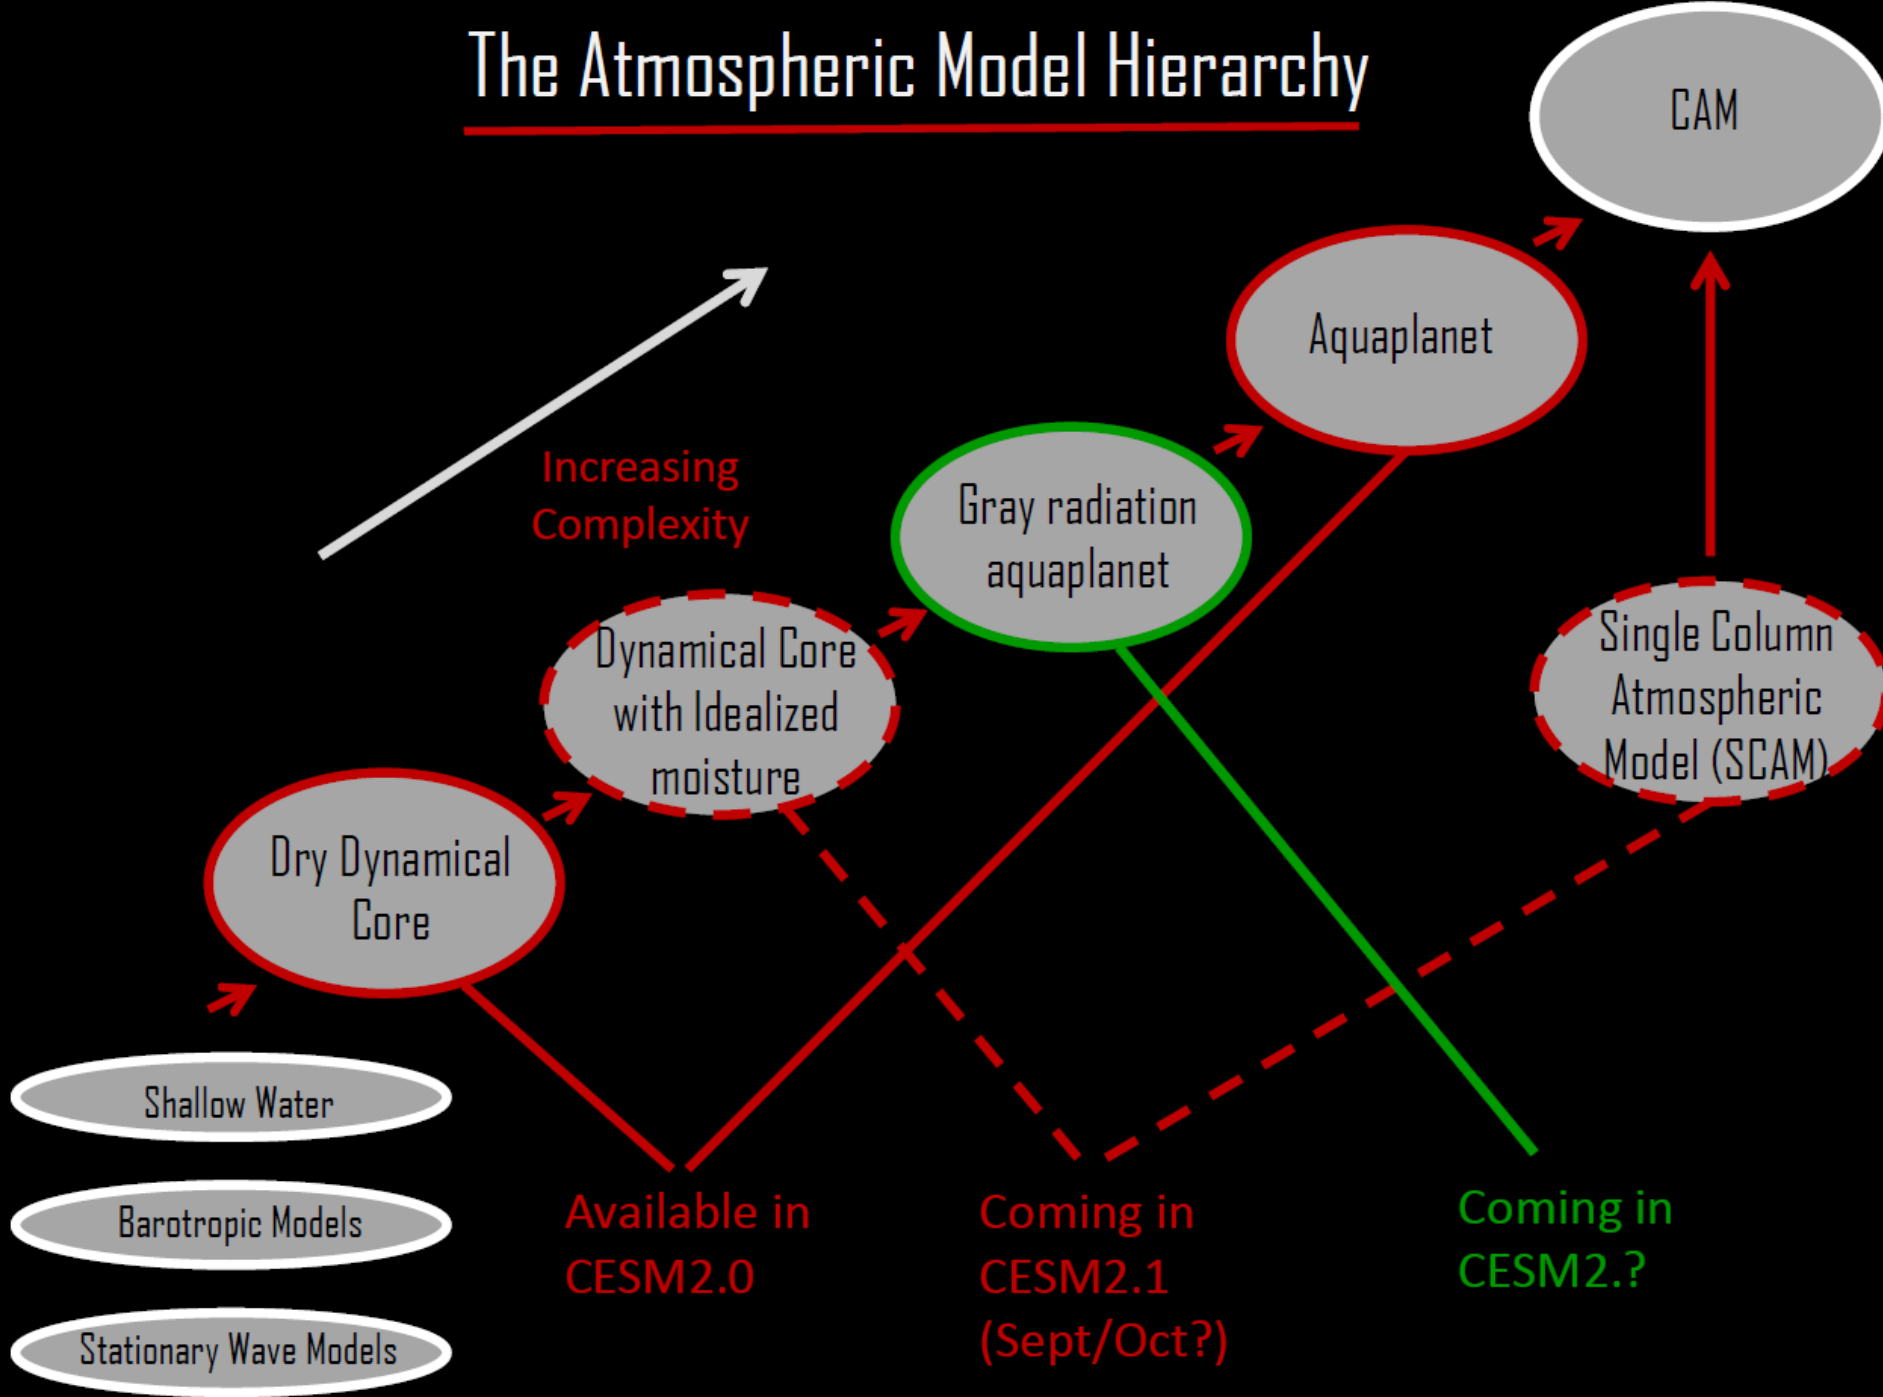 The Atmospheric Model Hierarchy
CAM
Aquaplanet
Increasing
Complexity
Gray radiation
aquaplanet
Dynamical Core
with Idealized
moisture
Single Column
Atmospheric
Model (SCAM)
Dry Dynamical
Core
Shallow Water
Barotropic Models
Stationary Wave Models
Available in
CESM2.0
Coming in
CESM2.1
(Sept/Oct?)
Coming in
CESM2.?